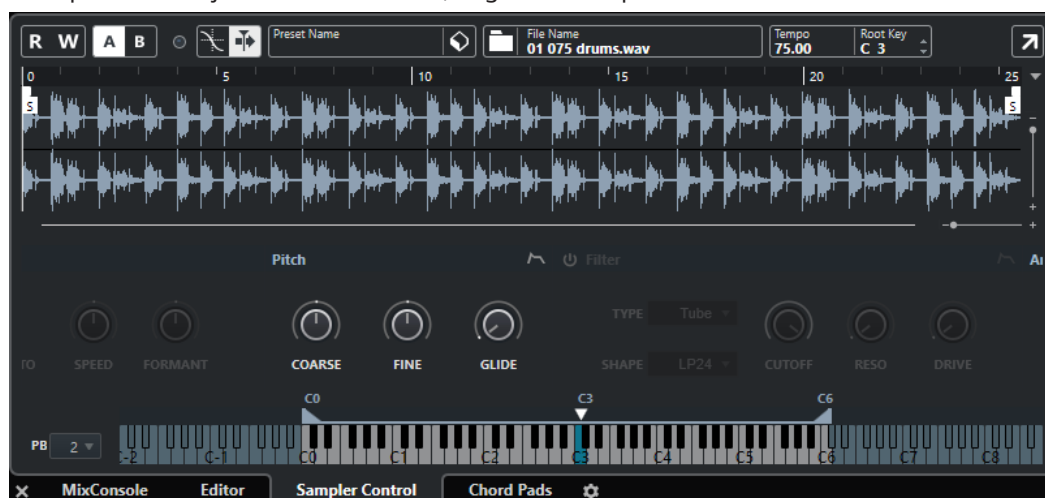 R W A B Preset Name File Name Tempo Root Key
01 075 drums.wav 75.00 C 3
0 5 10 15 20 25
S S
Pitch Filter
TYPE Tube
SPEED FORMANT COARSE FINE GLIDE SHAPE LP24 CUTOFF RESO DRIVE
C0 C3 C6
PB 2
C-1 C0 C1 C2 C3 C4 C5 C6 C7 C8
MixConsole Editor Sampler Control Chord Pads